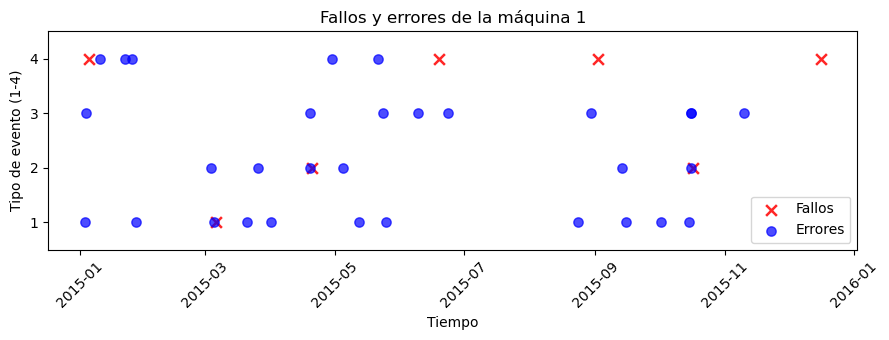 Fallos y errores de la máquina 1
Tipo de evento (1-4)
4
3
2
1
Fallos
Errores
2015-01
2015-03
2015-05
2015-07
2015-09
2015-11
2016-01
Tiempo